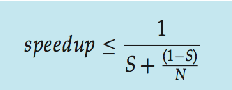 speedup ≤ 1 / (S + (1−S)/N)